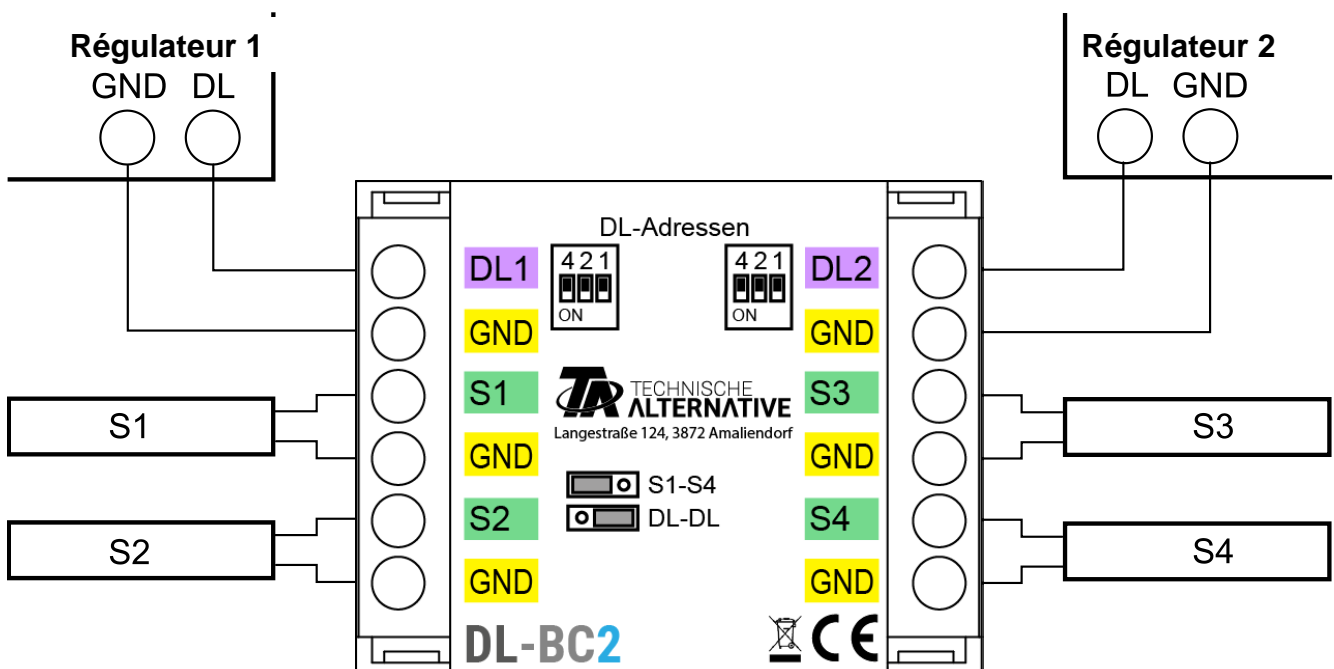 Régulateur 1
GND DL
Régulateur 2
DL GND
DL-Adressen
DL1
4 2 1
ON
4 2 1
ON
DL2
GND
GND
S1
TA TECHNISCHE
ALTERNATIVE
Langestraße 124, 3872 Amaliendorf
S3
S1
GND
GND
S3
S1-S4
S2
DL-DL
S4
S2
S4
GND
GND
DL-BC2
CE